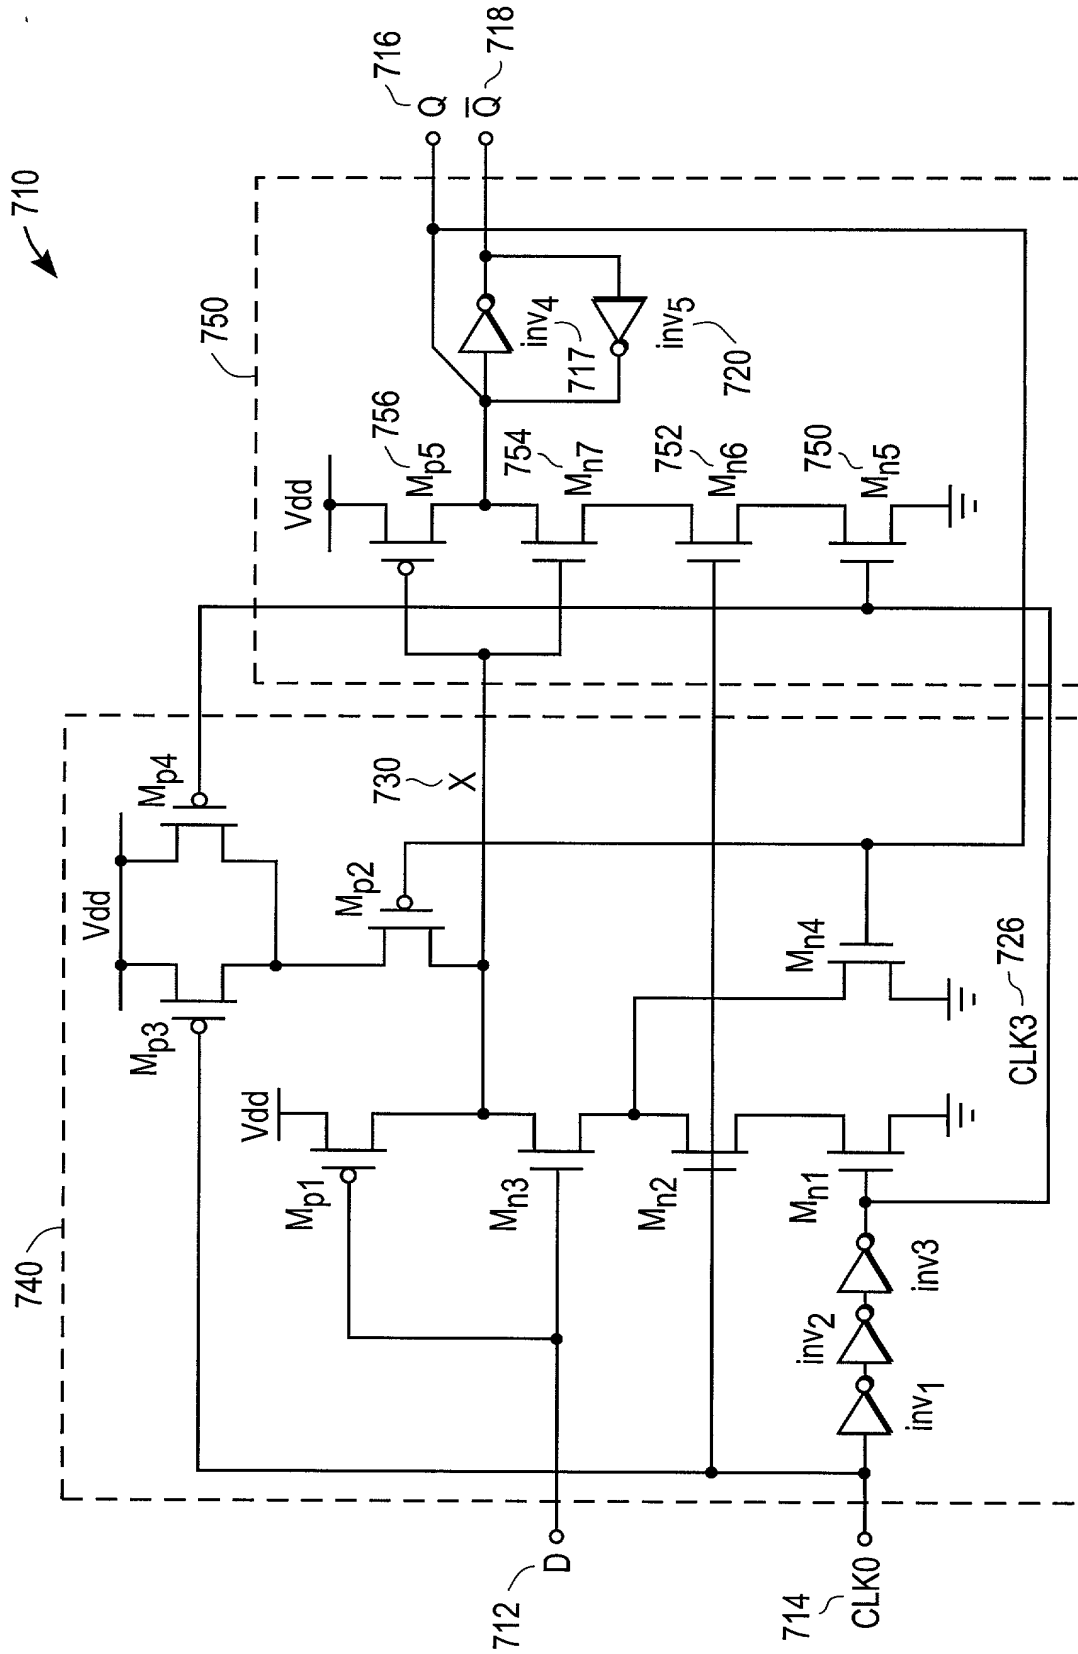 710
716
Q
Q̅
718
750
Vdd
756
Mp5
inv4
717
inv5
720
754
Mn7
752
Mn6
750
Mn5
740
Vdd
Mp4
Mp3
730
X
Mp2
Mn4
CLK3
726
Vdd
Mp1
Mn3
Mn2
Mn1
inv3
inv2
inv1
712
D
714
CLK0